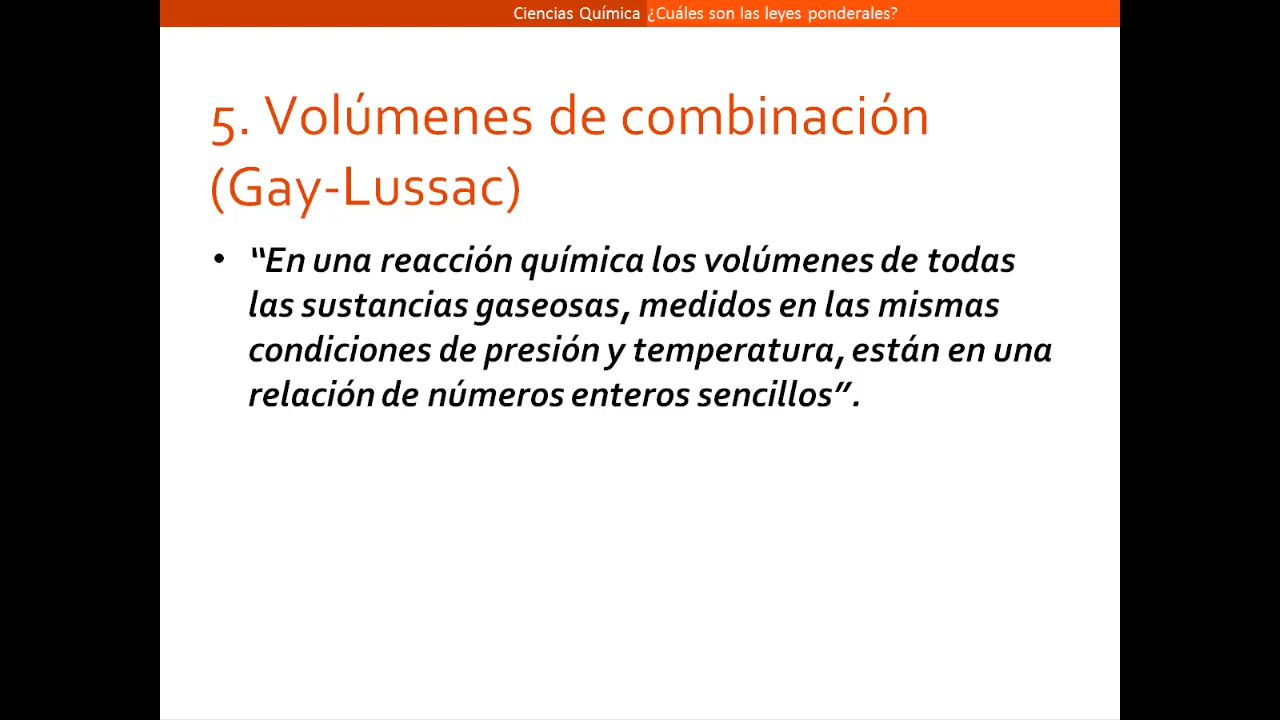 Ciencias Química ¿Cuáles son las leyes ponderales?
5. Volúmenes de combinación
(Gay-Lussac)
• “En una reacción química los volúmenes de todas
las sustancias gaseosas, medidos en las mismas
condiciones de presión y temperatura, están en una
relación de números enteros sencillos”.